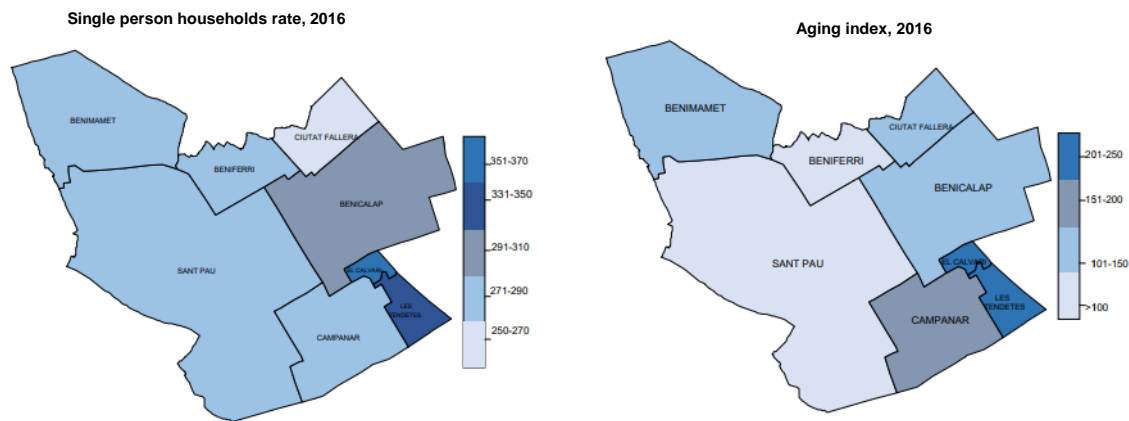 Single person households rate, 2016
BENIMAMET
CIUTAT FALLERA
BENIFERRI
BENICALAP
SANT PAU
EL CALVARI
LES
TENDETES
CAMPANAR
351-370
331-350
291-310
271-290
250-270
Aging index, 2016
BENIMAMET
CIUTAT FALLERA
BENIFERRI
BENICALAP
SANT PAU
EL CALVARI
LES
TENDETES
CAMPANAR
201-250
151-200
101-150
>100